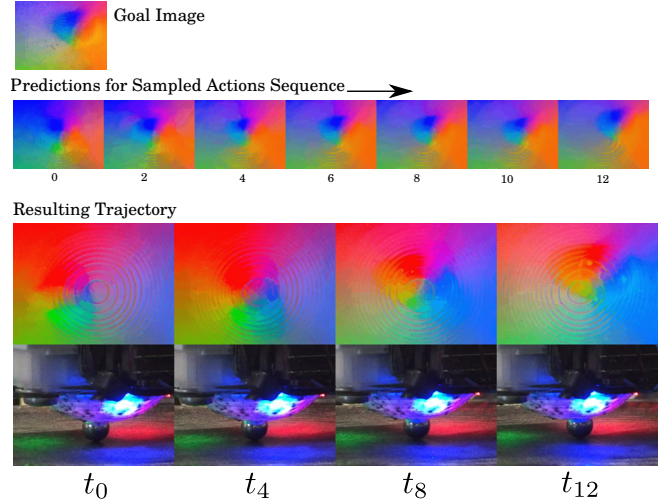 Goal Image
Predictions for Sampled Actions Sequence
0 2 4 6 8 10 12
Resulting Trajectory
t0 t4 t8 t12